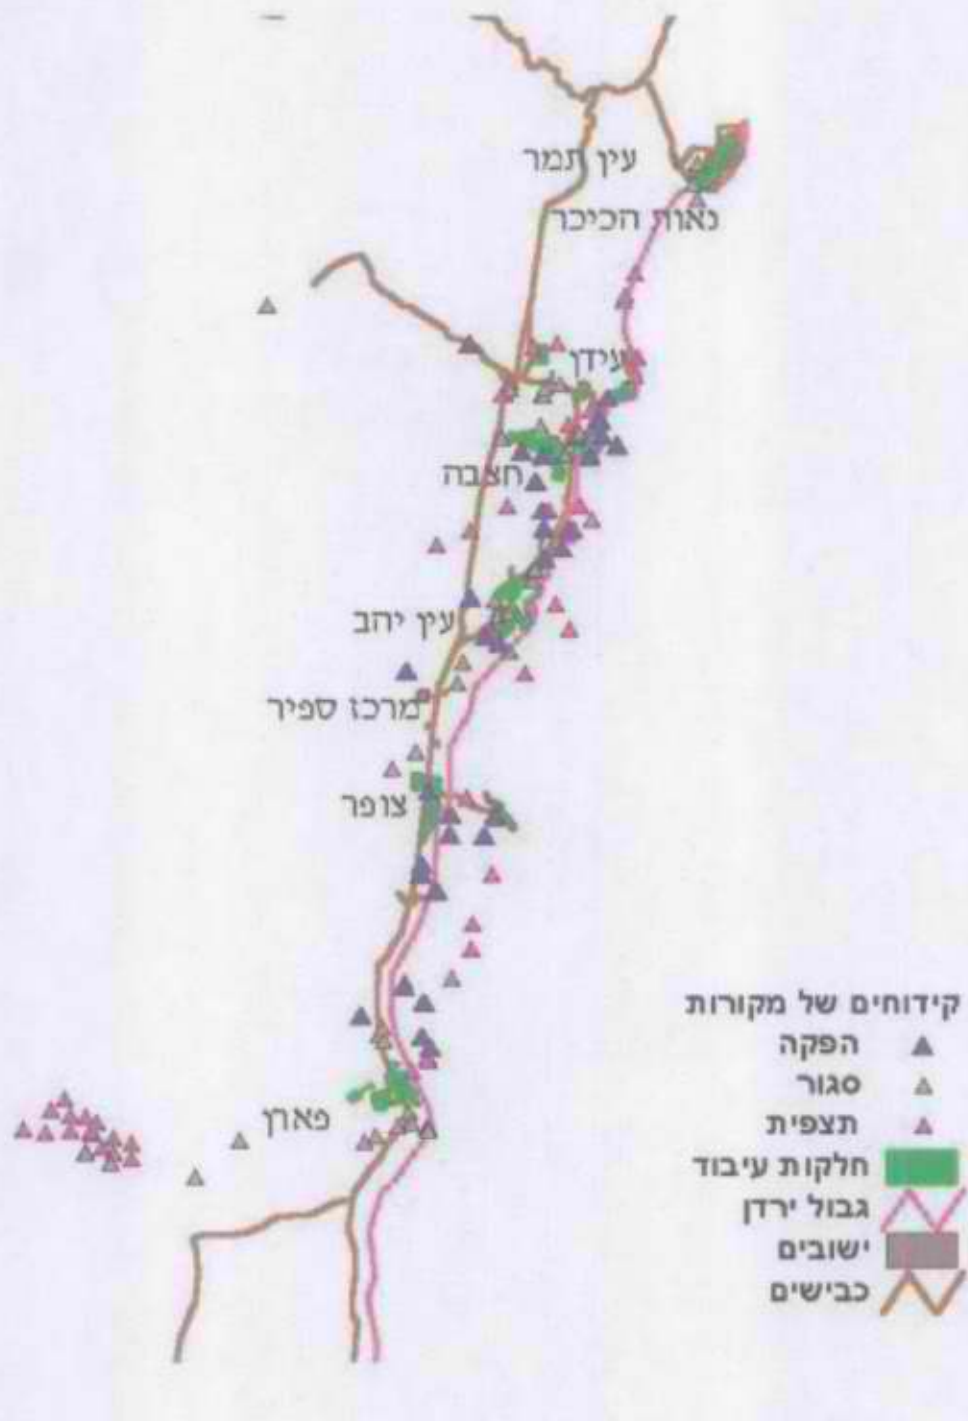 עין תמר
נאות הכיכר
עידן
חצבה
עין יהב
מרכז ספיר
צופר
פארן
קידוחים של מקורות
הפקה
סגור
תצפית
חלקות עיבוד
גבול ירדן
ישובים
כבישים